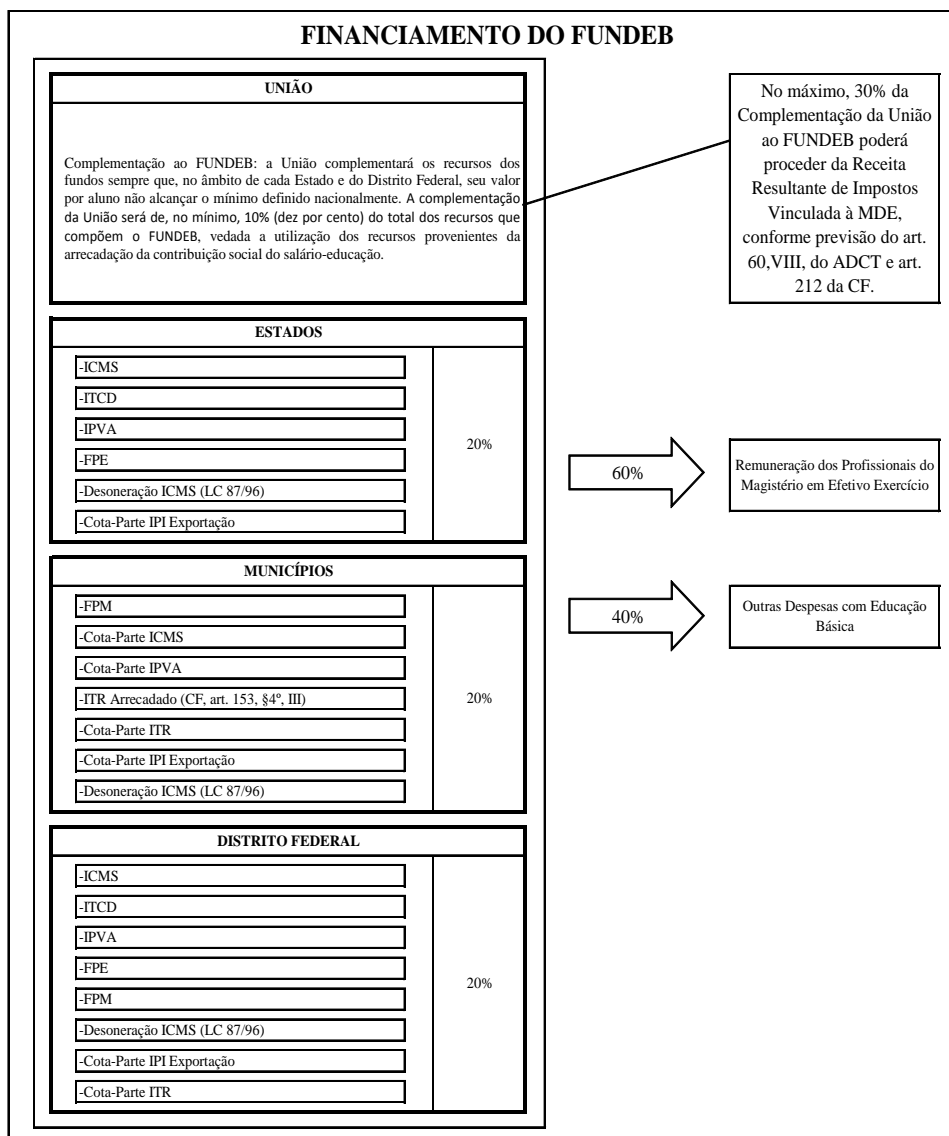 FINANCIAMENTO DO FUNDEB
UNIÃO
Complementação ao FUNDEB: a União complementará os recursos dos
fundos sempre que, no âmbito de cada Estado e do Distrito Federal, seu valor
por aluno não alcançar o mínimo definido nacionalmente. A complementação
da União será de, no mínimo, 10% (dez por cento) do total dos recursos que
compõem o FUNDEB, vedada a utilização dos recursos provenientes da
arrecadação da contribuição social do salário-educação.
No máximo, 30% da
Complementação da União
ao FUNDEB poderá
proceder da Receita
Resultante de Impostos
Vinculada à MDE,
conforme previsão do art.
60,VIII, do ADCT e art.
212 da CF.
ESTADOS
-ICMS
-ITCD
-IPVA
-FPE
-Desoneração ICMS (LC 87/96)
-Cota-Parte IPI Exportação
20%
60%
Remuneração dos Profissionais do
Magistério em Efetivo Exercício
MUNICÍPIOS
-FPM
-Cota-Parte ICMS
-Cota-Parte IPVA
-ITR Arrecadado (CF, art. 153, §4º, III)
-Cota-Parte ITR
-Cota-Parte IPI Exportação
-Desoneração ICMS (LC 87/96)
20%
40%
Outras Despesas com Educação
Básica
DISTRITO FEDERAL
-ICMS
-ITCD
-IPVA
-FPE
-FPM
-Desoneração ICMS (LC 87/96)
-Cota-Parte IPI Exportação
-Cota-Parte ITR
20%